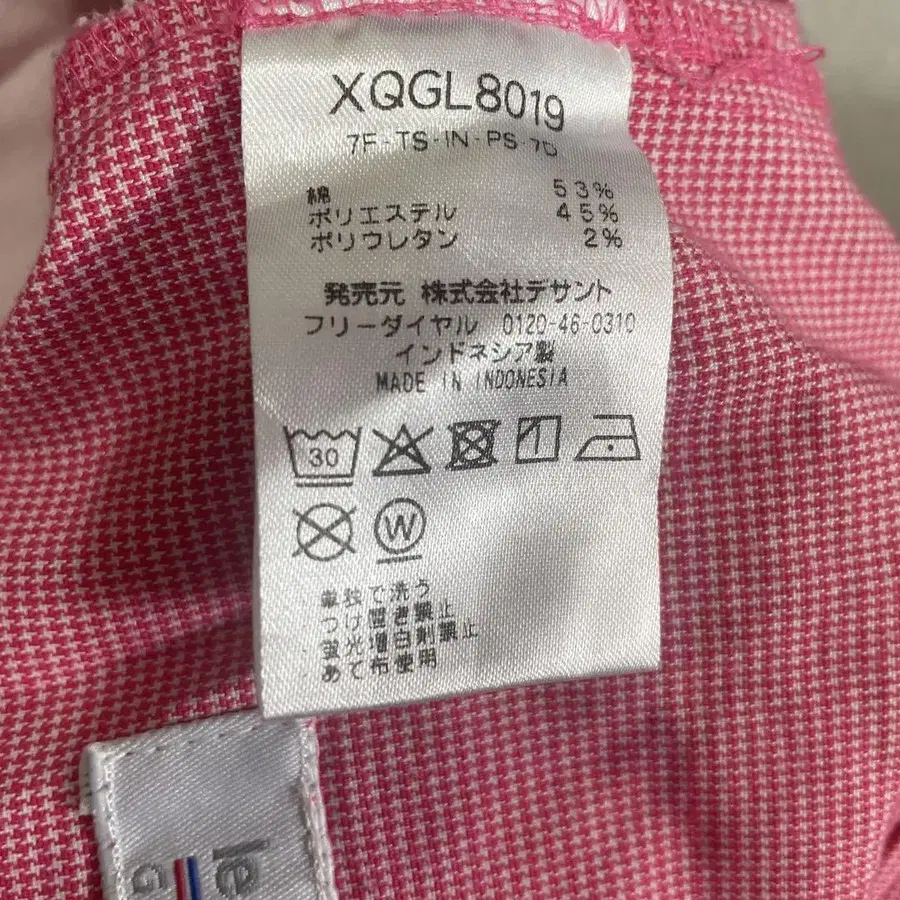 XQGL8019
7F-TS-IN-PS-7D
綿 53%
ポリエステル 45%
ポリウレタン 2%
発売元 株式会社デサント
フリーダイヤル 0120-46-0310
インドネシア製
MADE IN INDONESIA
30
W
単独で洗う
つけ置き禁止
蛍光増白剤禁止
あて布使用
le
G